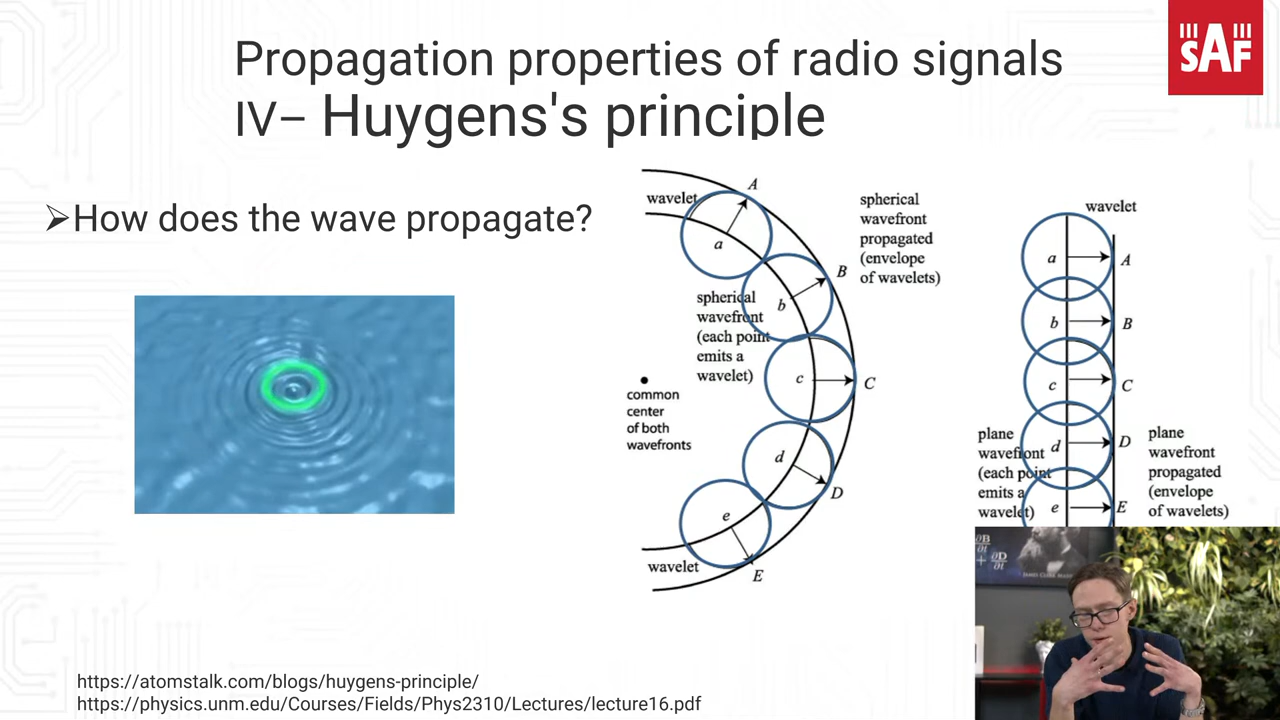 Propagation properties of radio signals
IV– Huygens's principle
SAF
➢How does the wave propagate?
wavelet
A
a
spherical
wavefront
propagated
(envelope
of wavelets)
B
b
spherical
wavefront
(each point
emits a
wavelet)
c
C
common
center
of both
wavefronts
d
D
e
wavelet
E
wavelet
a
A
b
B
c
C
d
D
plane
wavefront
(each point
emits a
wavelet)
e
E
plane
wavefront
propagated
(envelope
of wavelets)
∂B
∂t
+ ∂D
∂t
https://atomstalk.com/blogs/huygens-principle/
https://physics.unm.edu/Courses/Fields/Phys2310/Lectures/lecture16.pdf